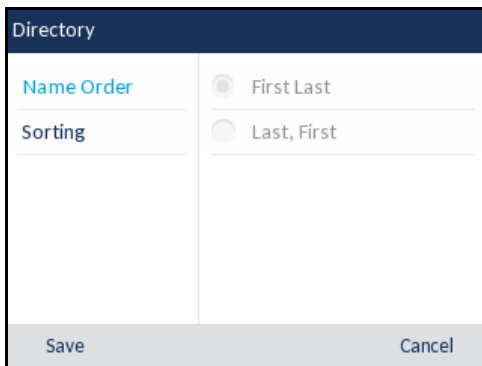 Directory
Name Order
First Last
Sorting
Last, First
Save
Cancel